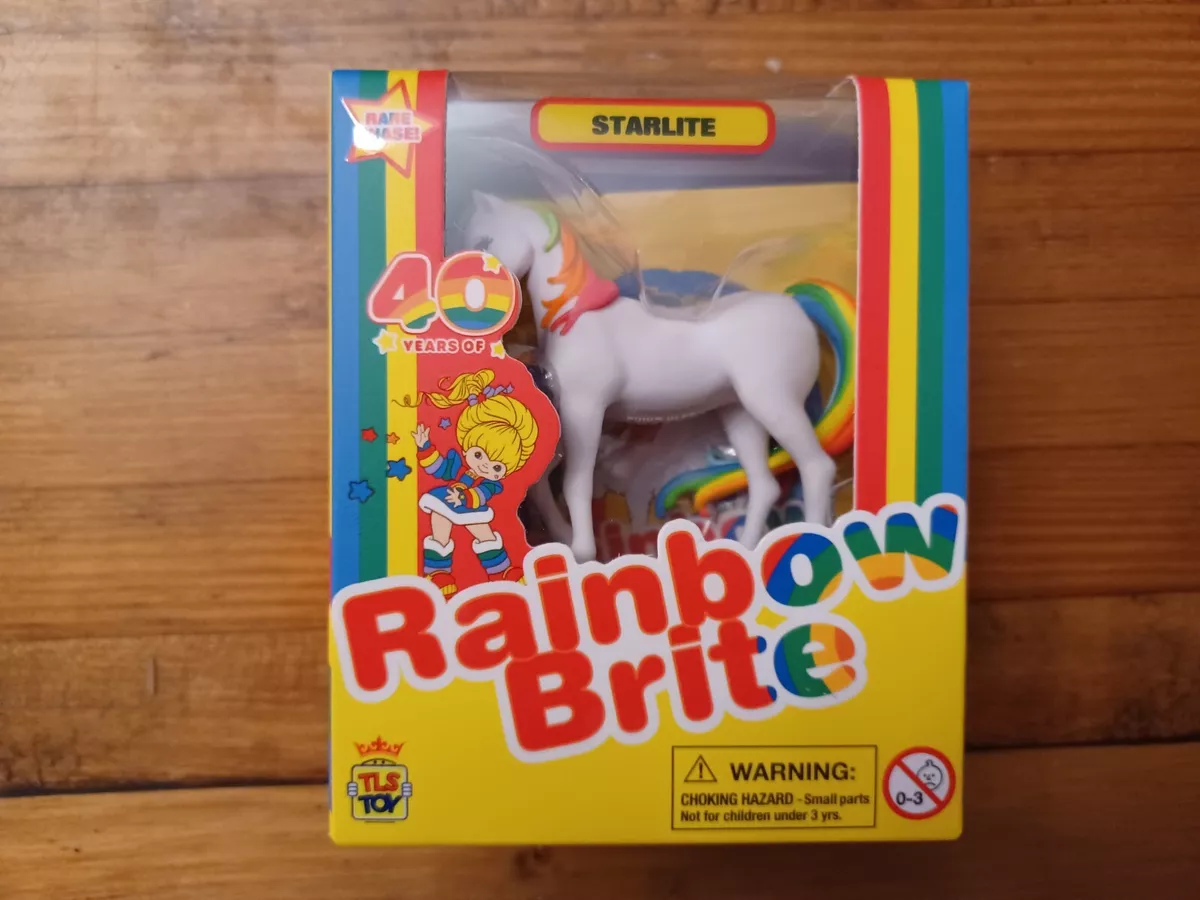 RARE
CHASE!
STARLITE
40
YEARS OF
Rainbow
Brite
TLS
TOY
WARNING:
CHOKING HAZARD - Small parts
Not for children under 3 yrs.
0-3